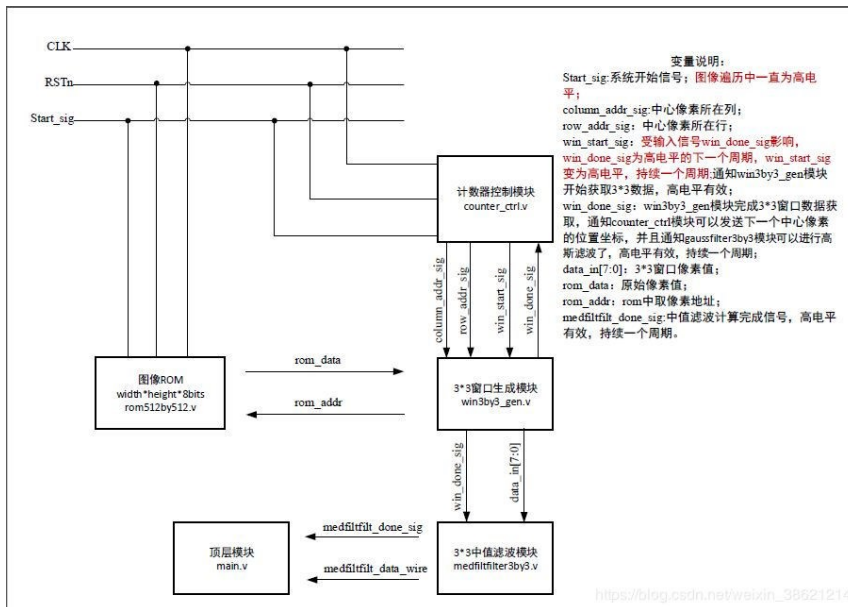 CLK
RSTn
Start_sig
变量说明：
Start_sig:系统开始信号；图像遍历中一直为高电
平；
column_addr_sig:中心像素所在列；
row_addr_sig：中心像素所在行；
win_start_sig：受输入信号win_done_sig影响，
win_done_sig为高电平的下一个周期，win_start_sig
变为高电平，持续一个周期;通知win3by3_gen模块
开始获取3*3数据，高电平有效；
win_done_sig：win3by3_gen模块完成3*3窗口数据获
取，通知counter_ctrl模块可以发送下一个中心像素
的位置坐标，并且通知gaussfilter3by3模块可以进行高
斯滤波了，高电平有效，持续一个周期；
data_in[7:0]：3*3窗口像素值；
rom_data：原始像素值；
rom_addr：rom中取像素地址；
medfiltfilt_done_sig:中值滤波计算完成信号，高电平
有效，持续一个周期。
计数器控制模块
counter_ctrl.v
column_addr_sig
row_addr_sig
win_start_sig
win_done_sig
图像ROM
width*height*8bits
rom512by512.v
rom_data
rom_addr
3*3窗口生成模块
win3by3_gen.v
win_done_sig
data_in[7:0]
顶层模块
main.v
medfiltfilt_done_sig
medfiltfilt_data_wire
3*3中值滤波模块
medfiltfilter3by3.v
https://blog.csdn.net/weixin_38621214